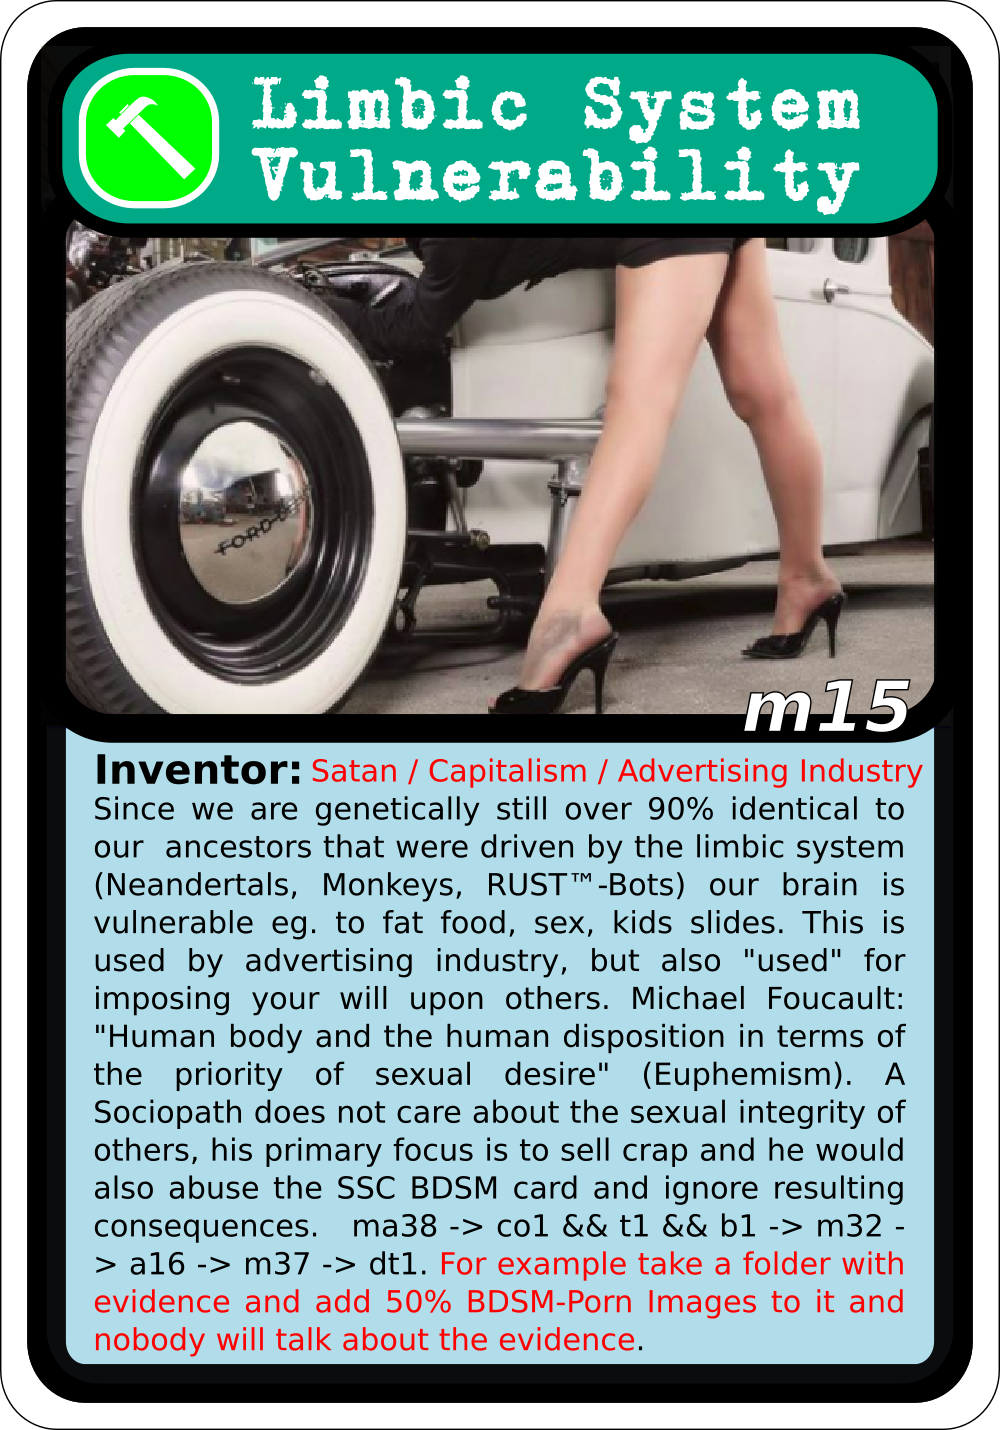 Limbic System
Vulnerability
FORD
m15
Inventor: Satan / Capitalism / Advertising Industry
Since we are genetically still over 90% identical to
our ancestors that were driven by the limbic system
(Neandertals, Monkeys, RUST™-Bots) our brain is
vulnerable eg. to fat food, sex, kids slides. This is
used by advertising industry, but also "used" for
imposing your will upon others. Michael Foucault:
"Human body and the human disposition in terms of
the priority of sexual desire" (Euphemism). A
Sociopath does not care about the sexual integrity of
others, his primary focus is to sell crap and he would
also abuse the SSC BDSM card and ignore resulting
consequences. ma38 -> co1 && t1 && b1 -> m32 -
> a16 -> m37 -> dt1. For example take a folder with
evidence and add 50% BDSM-Porn Images to it and
nobody will talk about the evidence.